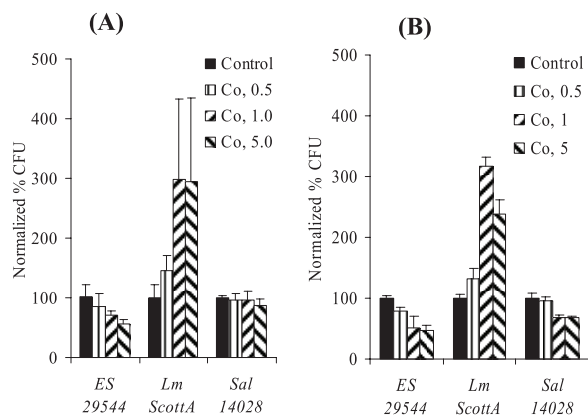 (A)
500
400
300
200
100
0
Normalized % CFU
Control
Co, 0.5
Co, 1.0
Co, 5.0
ES
29544
Lm
ScottA
Sal
14028
(B)
500
400
300
200
100
0
Normalized % CFU
Control
Co, 0.5
Co, 1
Co, 5
ES
29544
Lm
ScottA
Sal
14028